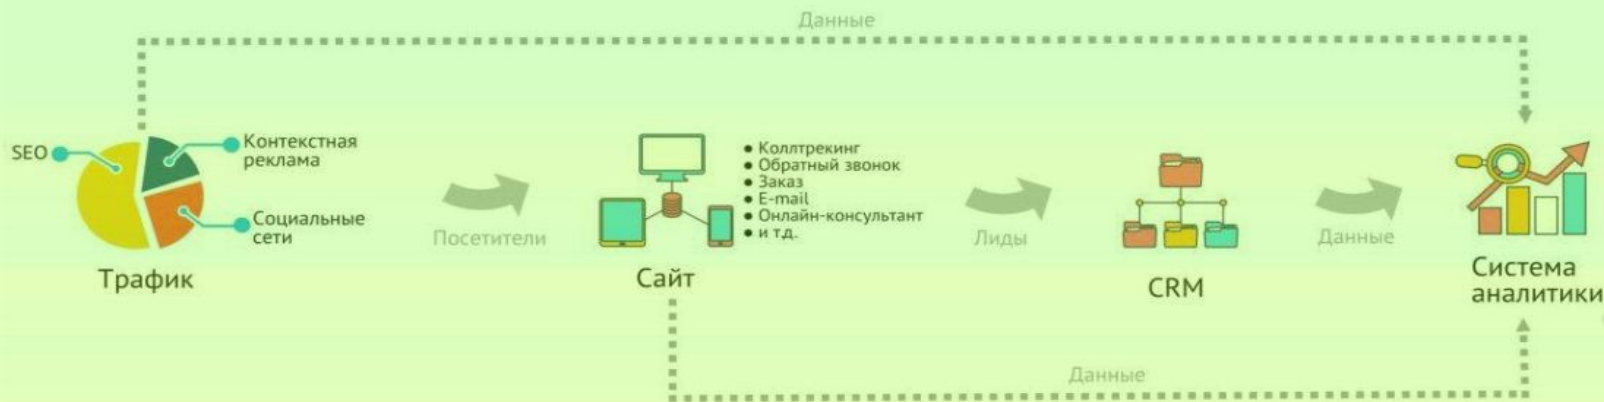 Данные
SEO
Контекстная
реклама
Социальные
сети
Трафик
Посетители
Сайт
• Коллтрекинг
• Обратный звонок
• Заказ
• E-mail
• Онлайн-консультант
• и т.д.
Лиды
CRM
Данные
Система
аналитики
Данные